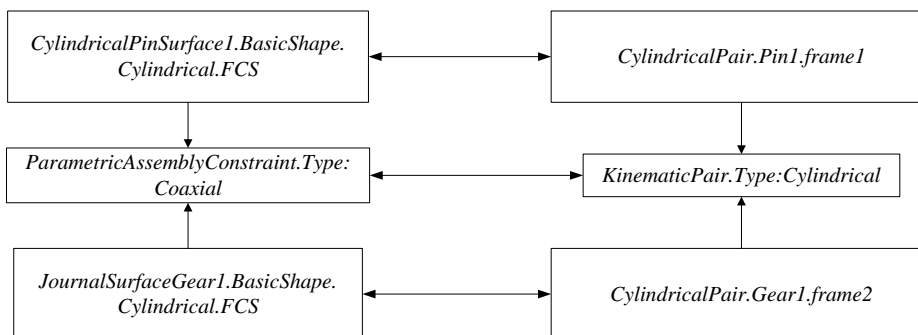 CylindricalPinSurface1.BasicShape.
Cylindrical.FCS
CylindricalPair.Pin1.frame1
ParametricAssemblyConstraint.Type:
Coaxial
KinematicPair.Type:Cylindrical
JournalSurfaceGear1.BasicShape.
Cylindrical.FCS
CylindricalPair.Gear1.frame2